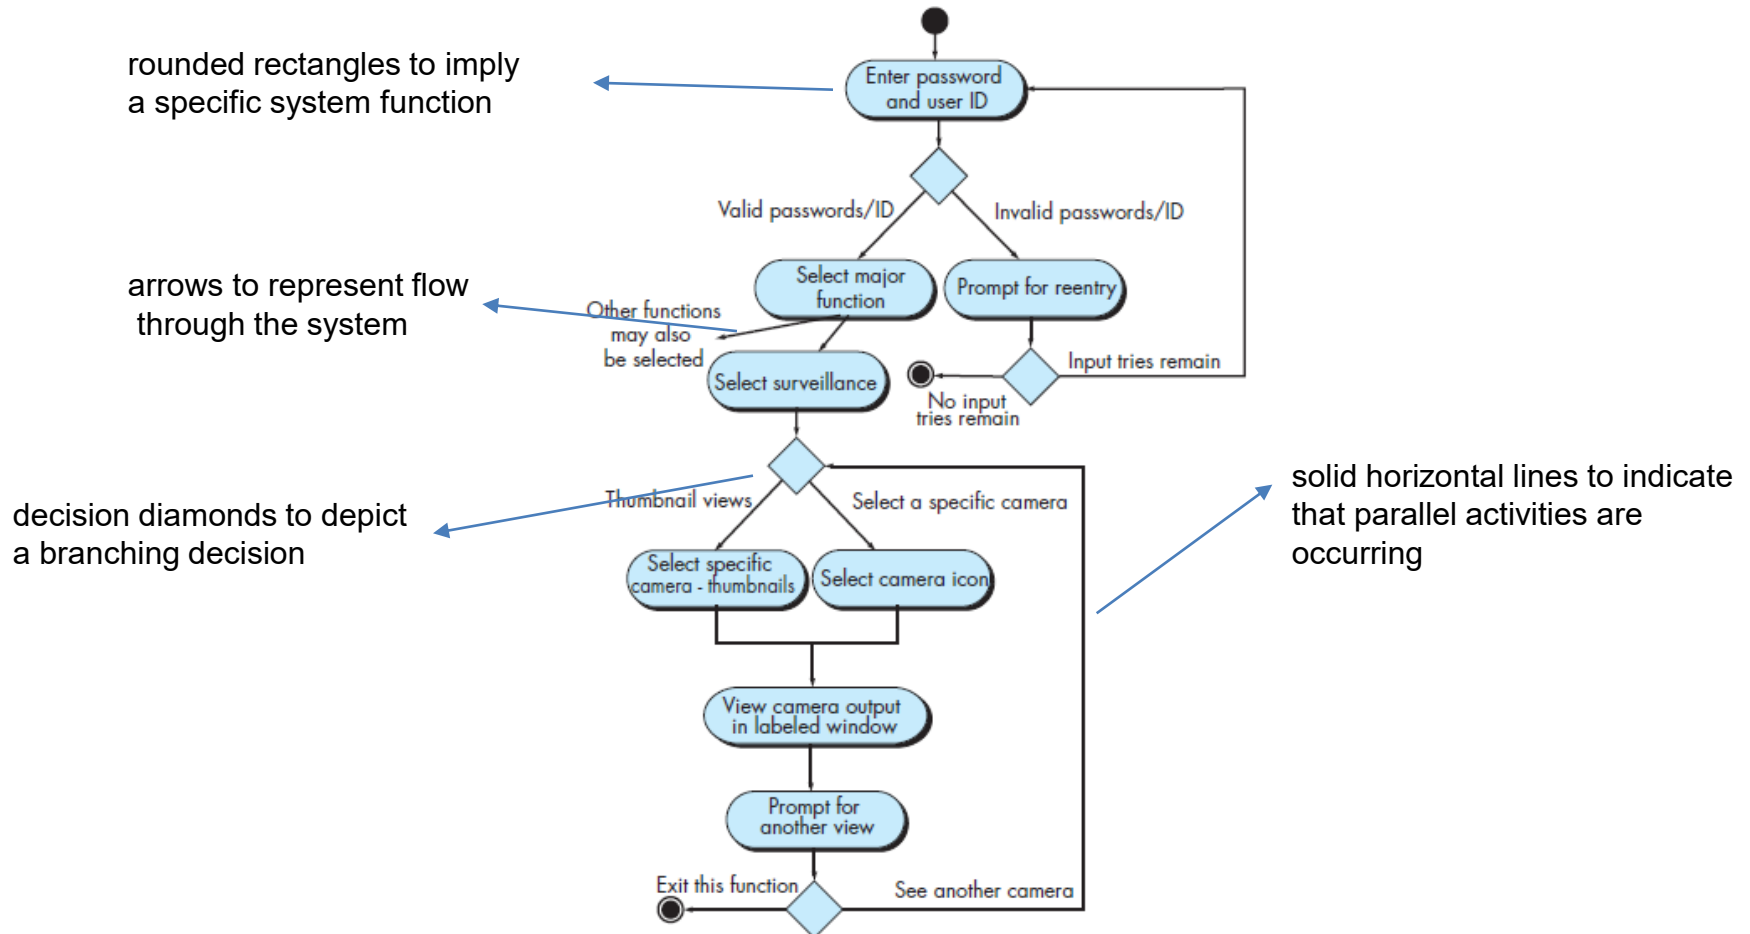 rounded rectangles to imply
a specific system function
Enter password
and user ID
Valid passwords/ID
Invalid passwords/ID
arrows to represent flow
through the system
Select major
function
Prompt for reentry
Other functions
may also
be selected
Select surveillance
Input tries remain
No input
tries remain
decision diamonds to depict
a branching decision
Thumbnail views
Select a specific camera
solid horizontal lines to indicate
that parallel activities are
occurring
Select specific
camera - thumbnails
Select camera icon
View camera output
in labeled window
Prompt for
another view
Exit this function
See another camera